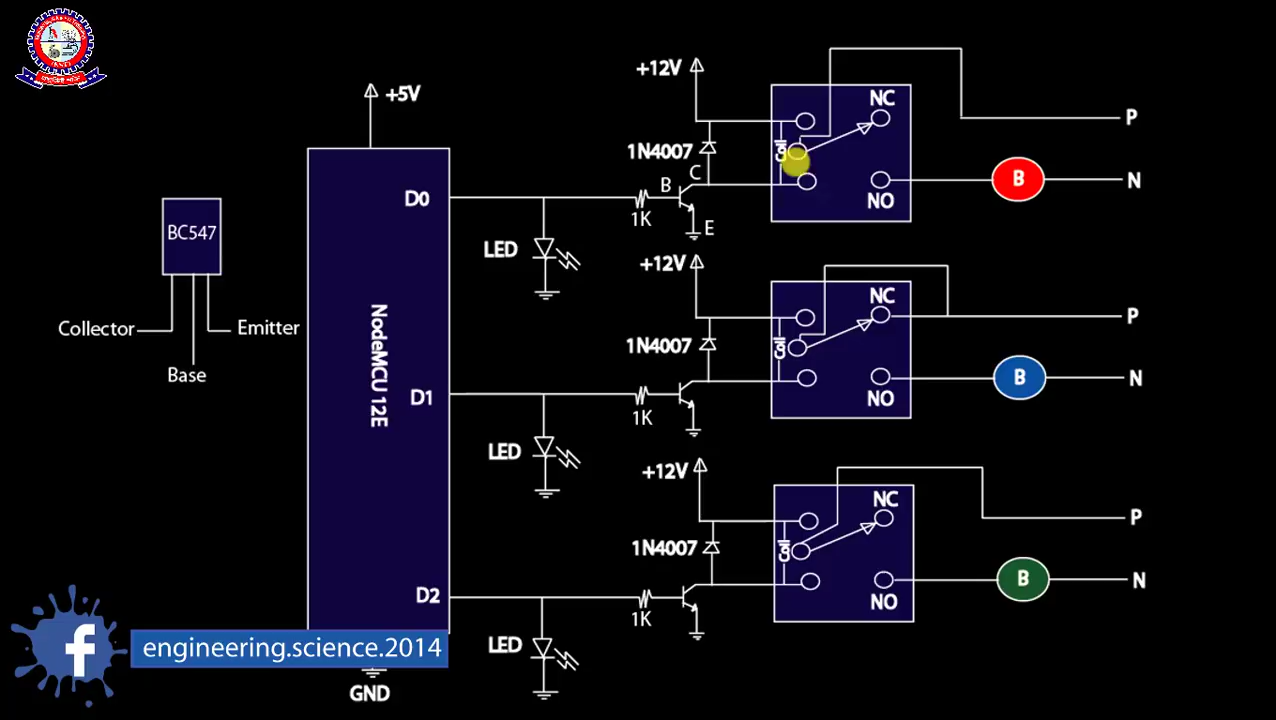 +5V
D0
D1
D2
NodeMCU 12E
GND
BC547
Collector
Emitter
Base
LED
1K
B
C
E
+12V
1N4007
Coil
NC
NO
P
B
N
LED
1K
+12V
1N4007
Coil
NC
NO
P
B
N
LED
1K
+12V
1N4007
Coil
NC
NO
P
B
N
f
engineering.science.2014